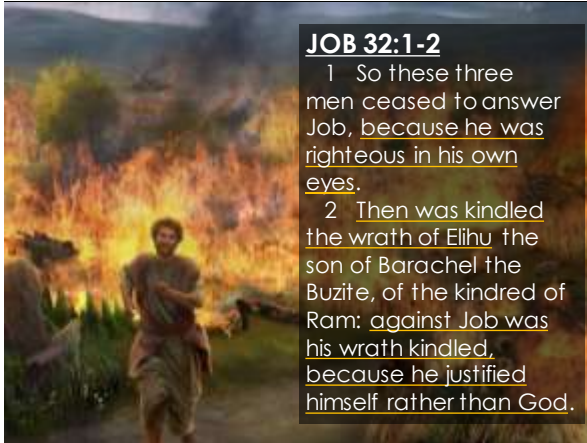 JOB 32:1-2
1 So these three
men ceased to answer
Job, because he was
righteous in his own
eyes.
2 Then was kindled
the wrath of Elihu the
son of Barachel the
Buzite, of the kindred of
Ram: against Job was
his wrath kindled,
because he justified
himself rather than God.